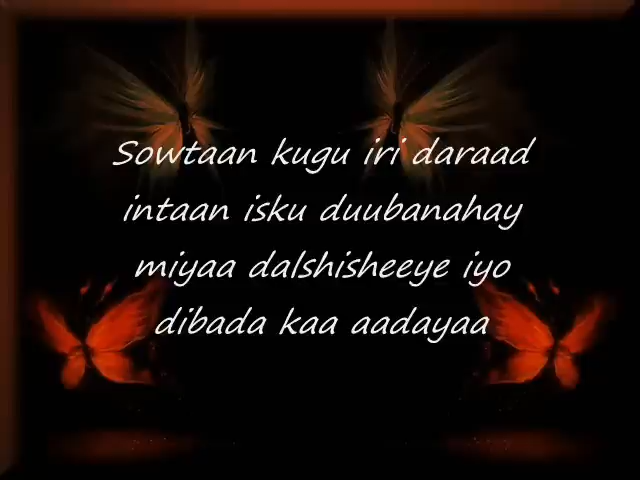 Sowtaan kugu iri daraad
intaan isku duubanahay
miyaa dalshisheeye iyo
dibada kaa aadayaa